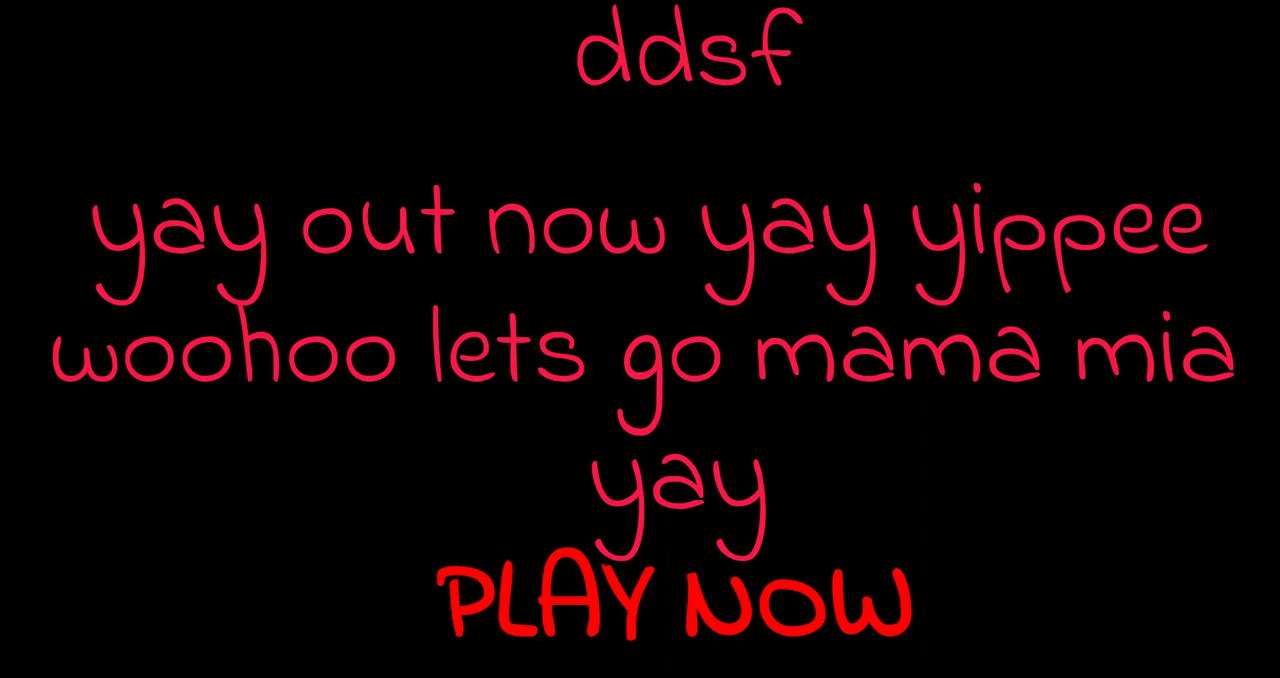 ddsf
yay out now yay yippee
woohoo lets go mama mia
yay
PLAY NOW